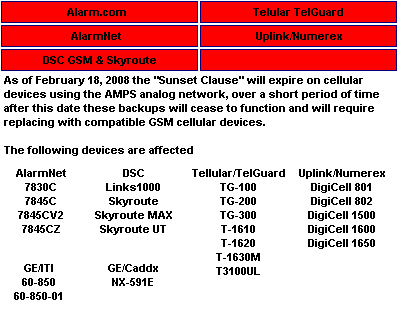 Alarm.com Telular TelGuard
AlarmNet Uplink/Numerex
DSC GSM & Skyroute
As of February 18, 2008 the "Sunset Clause" will expire on cellular
devices using the AMPS analog network, over a short period of time
after this date these backups will cease to function and will require
replacing with compatible GSM cellular devices.
The following devices are affected
AlarmNet DSC Tellular/TelGuard Uplink/Numerex
7830C Links1000 TG-100 DigiCell 801
7845C Skyroute TG-200 DigiCell 802
7845CV2 Skyroute MAX TG-300 DigiCell 1500
7845CZ Skyroute UT T-1610 DigiCell 1600
T-1620 DigiCell 1650
T-1630M
GE/ITI GE/Caddx T3100UL
60-850 NX-591E
60-850-01